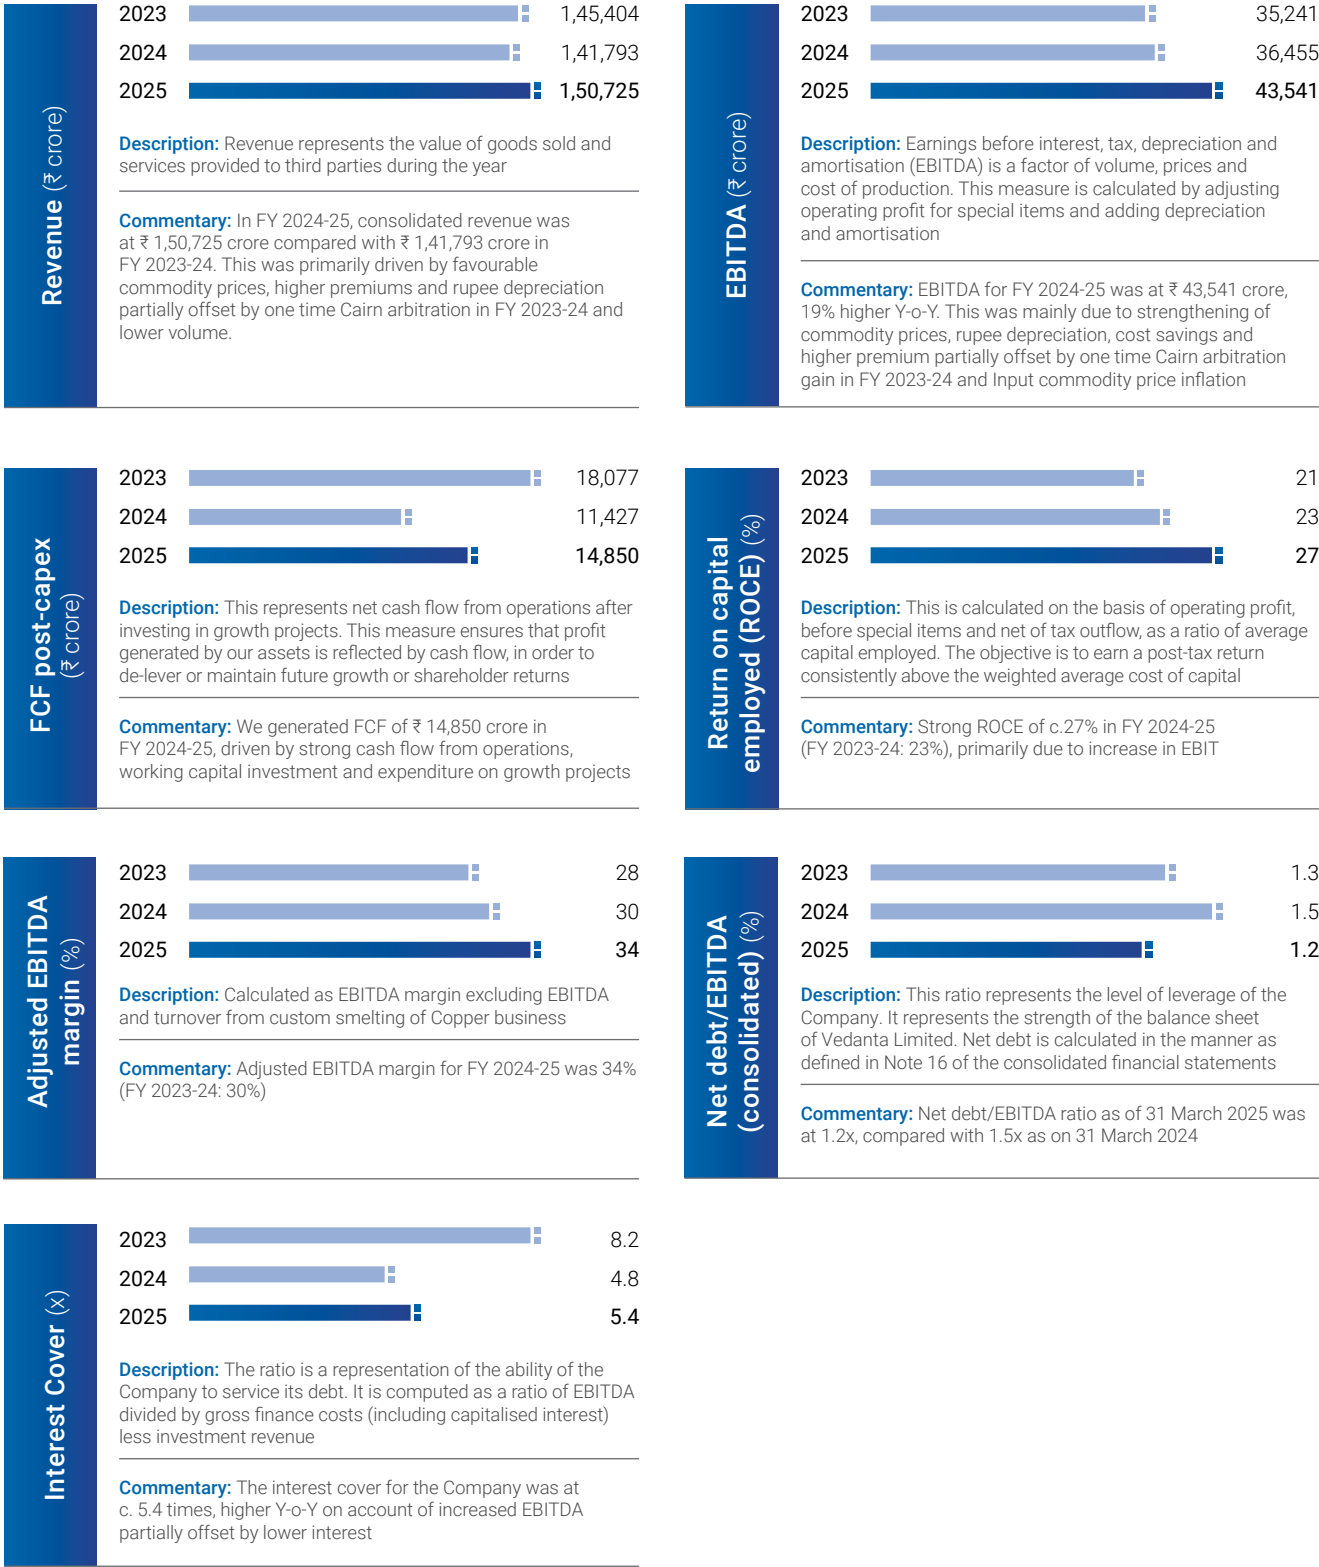 Revenue (₹ crore)
2023 1,45,404
2024 1,41,793
2025 1,50,725
Description: Revenue represents the value of goods sold and
services provided to third parties during the year
Commentary: In FY 2024-25, consolidated revenue was
at ₹ 1,50,725 crore compared with ₹ 1,41,793 crore in
FY 2023-24. This was primarily driven by favourable
commodity prices, higher premiums and rupee depreciation
partially offset by one time Cairn arbitration in FY 2023-24 and
lower volume.
EBITDA (₹ crore)
2023 35,241
2024 36,455
2025 43,541
Description: Earnings before interest, tax, depreciation and
amortisation (EBITDA) is a factor of volume, prices and
cost of production. This measure is calculated by adjusting
operating profit for special items and adding depreciation
and amortisation
Commentary: EBITDA for FY 2024-25 was at ₹ 43,541 crore,
19% higher Y-o-Y. This was mainly due to strengthening of
commodity prices, rupee depreciation, cost savings and
higher premium partially offset by one time Cairn arbitration
gain in FY 2023-24 and Input commodity price inflation
FCF post-capex
(₹ crore)
2023 18,077
2024 11,427
2025 14,850
Description: This represents net cash flow from operations after
investing in growth projects. This measure ensures that profit
generated by our assets is reflected by cash flow, in order to
de-lever or maintain future growth or shareholder returns
Commentary: We generated FCF of ₹ 14,850 crore in
FY 2024-25, driven by strong cash flow from operations,
working capital investment and expenditure on growth projects
Return on capital
employed (ROCE) (%)
2023 21
2024 23
2025 27
Description: This is calculated on the basis of operating profit,
before special items and net of tax outflow, as a ratio of average
capital employed. The objective is to earn a post-tax return
consistently above the weighted average cost of capital
Commentary: Strong ROCE of c.27% in FY 2024-25
(FY 2023-24: 23%), primarily due to increase in EBIT
Adjusted EBITDA
margin (%)
2023 28
2024 30
2025 34
Description: Calculated as EBITDA margin excluding EBITDA
and turnover from custom smelting of Copper business
Commentary: Adjusted EBITDA margin for FY 2024-25 was 34%
(FY 2023-24: 30%)
Net debt/EBITDA
(consolidated) (%)
2023 1.3
2024 1.5
2025 1.2
Description: This ratio represents the level of leverage of the
Company. It represents the strength of the balance sheet
of Vedanta Limited. Net debt is calculated in the manner as
defined in Note 16 of the consolidated financial statements
Commentary: Net debt/EBITDA ratio as of 31 March 2025 was
at 1.2x, compared with 1.5x as on 31 March 2024
Interest Cover (x)
2023 8.2
2024 4.8
2025 5.4
Description: The ratio is a representation of the ability of the
Company to service its debt. It is computed as a ratio of EBITDA
divided by gross finance costs (including capitalised interest)
less investment revenue
Commentary: The interest cover for the Company was at
c. 5.4 times, higher Y-o-Y on account of increased EBITDA
partially offset by lower interest